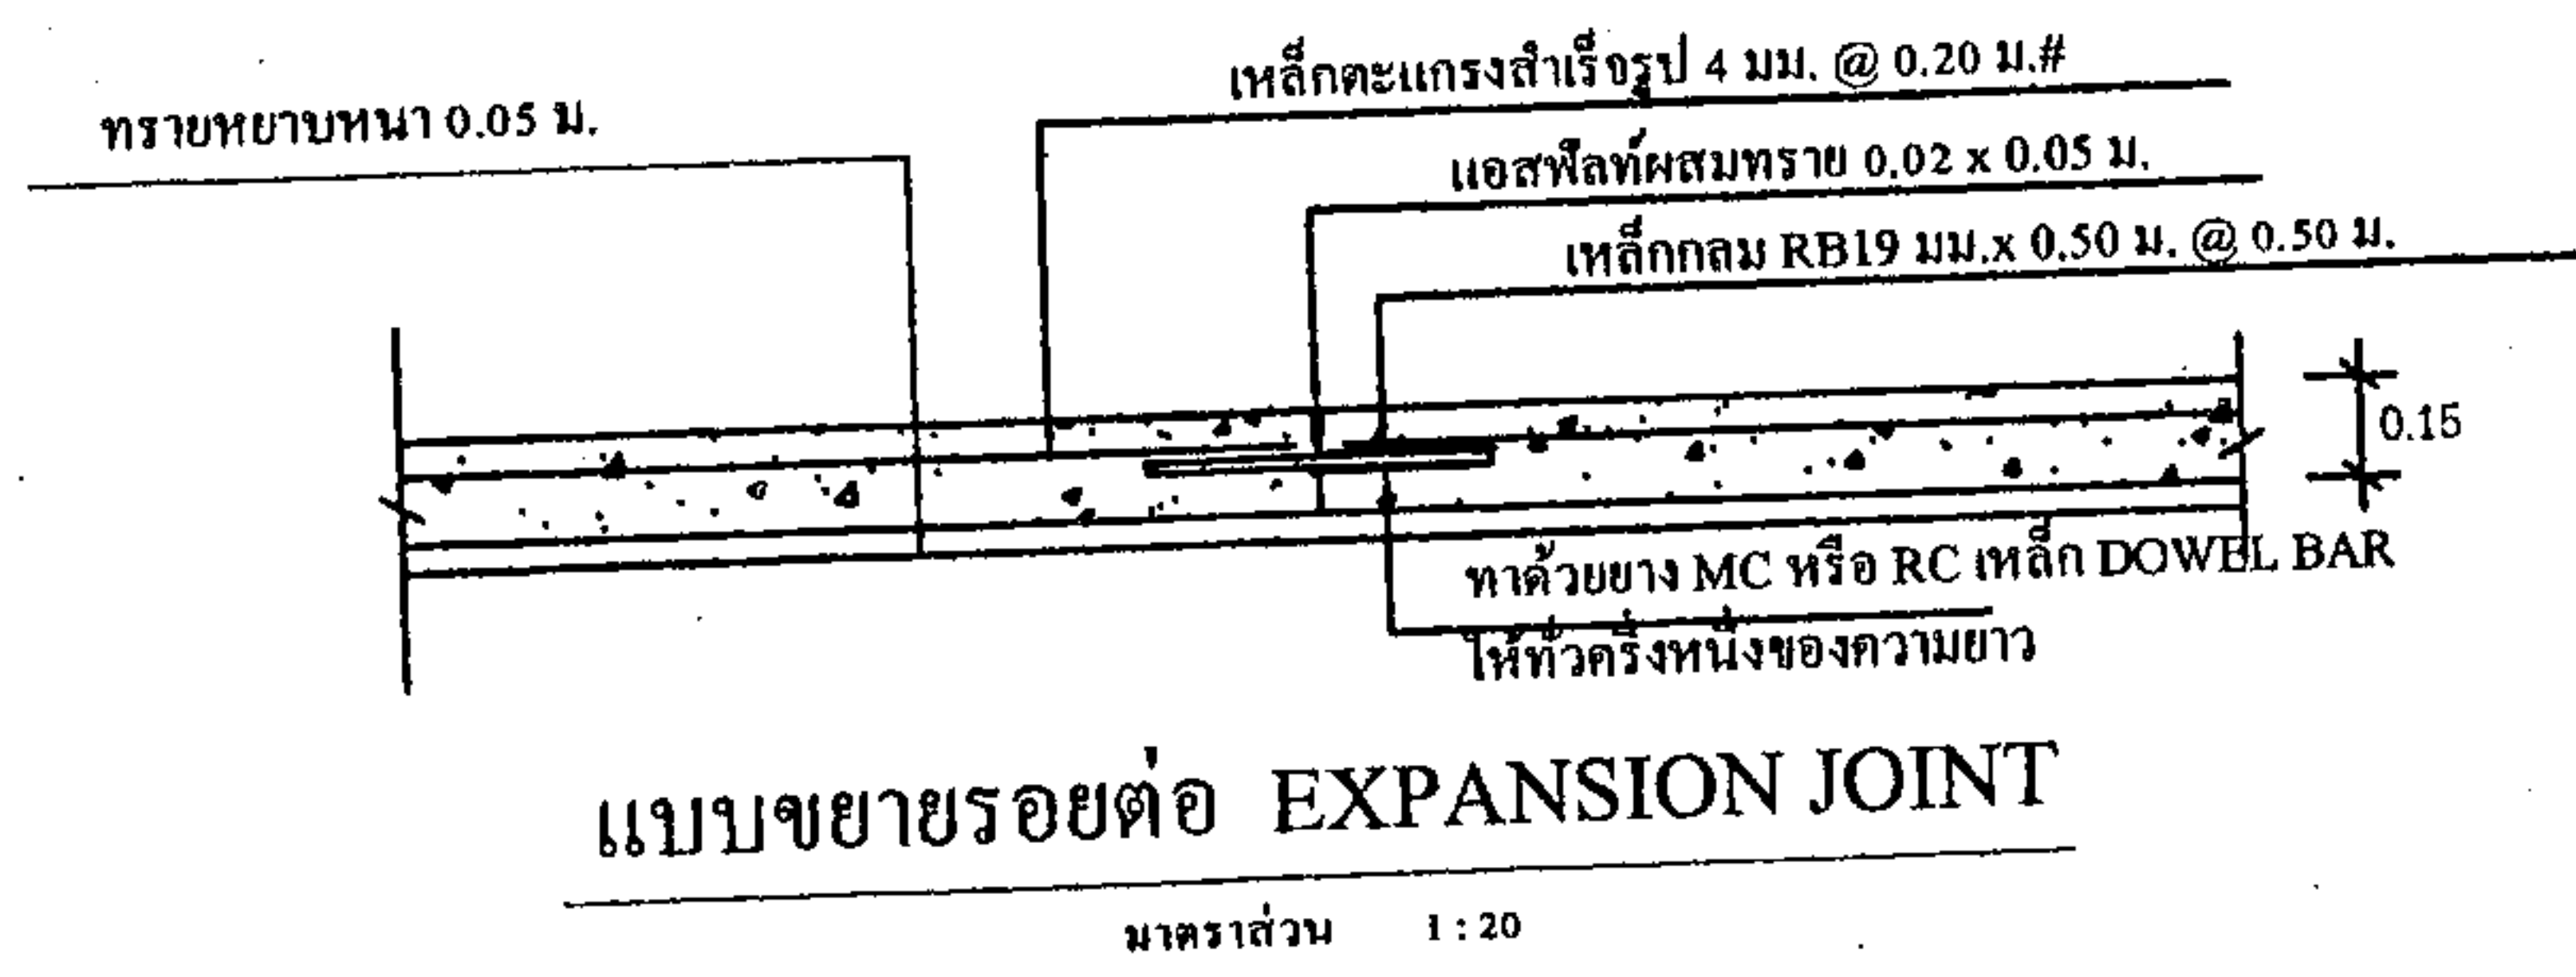 เหล็กตะแกรงสำเร็จรูป 4 มม. @ 0.20 ม.#
ทรายหยาบหนา 0.05 ม.
แอสฟัลท์ผสมทราย 0.02 x 0.05 ม.
เหล็กกลม RB19 มม.x 0.50 ม. @ 0.50 ม.
0.15
ทาด้วยยาง MC หรือ RC เหล็ก DOWEL BAR
ให้ทั่วครึ่งหนึ่งของความยาว
แบบขยายรอยต่อ EXPANSION JOINT
มาตราส่วน 1 : 20